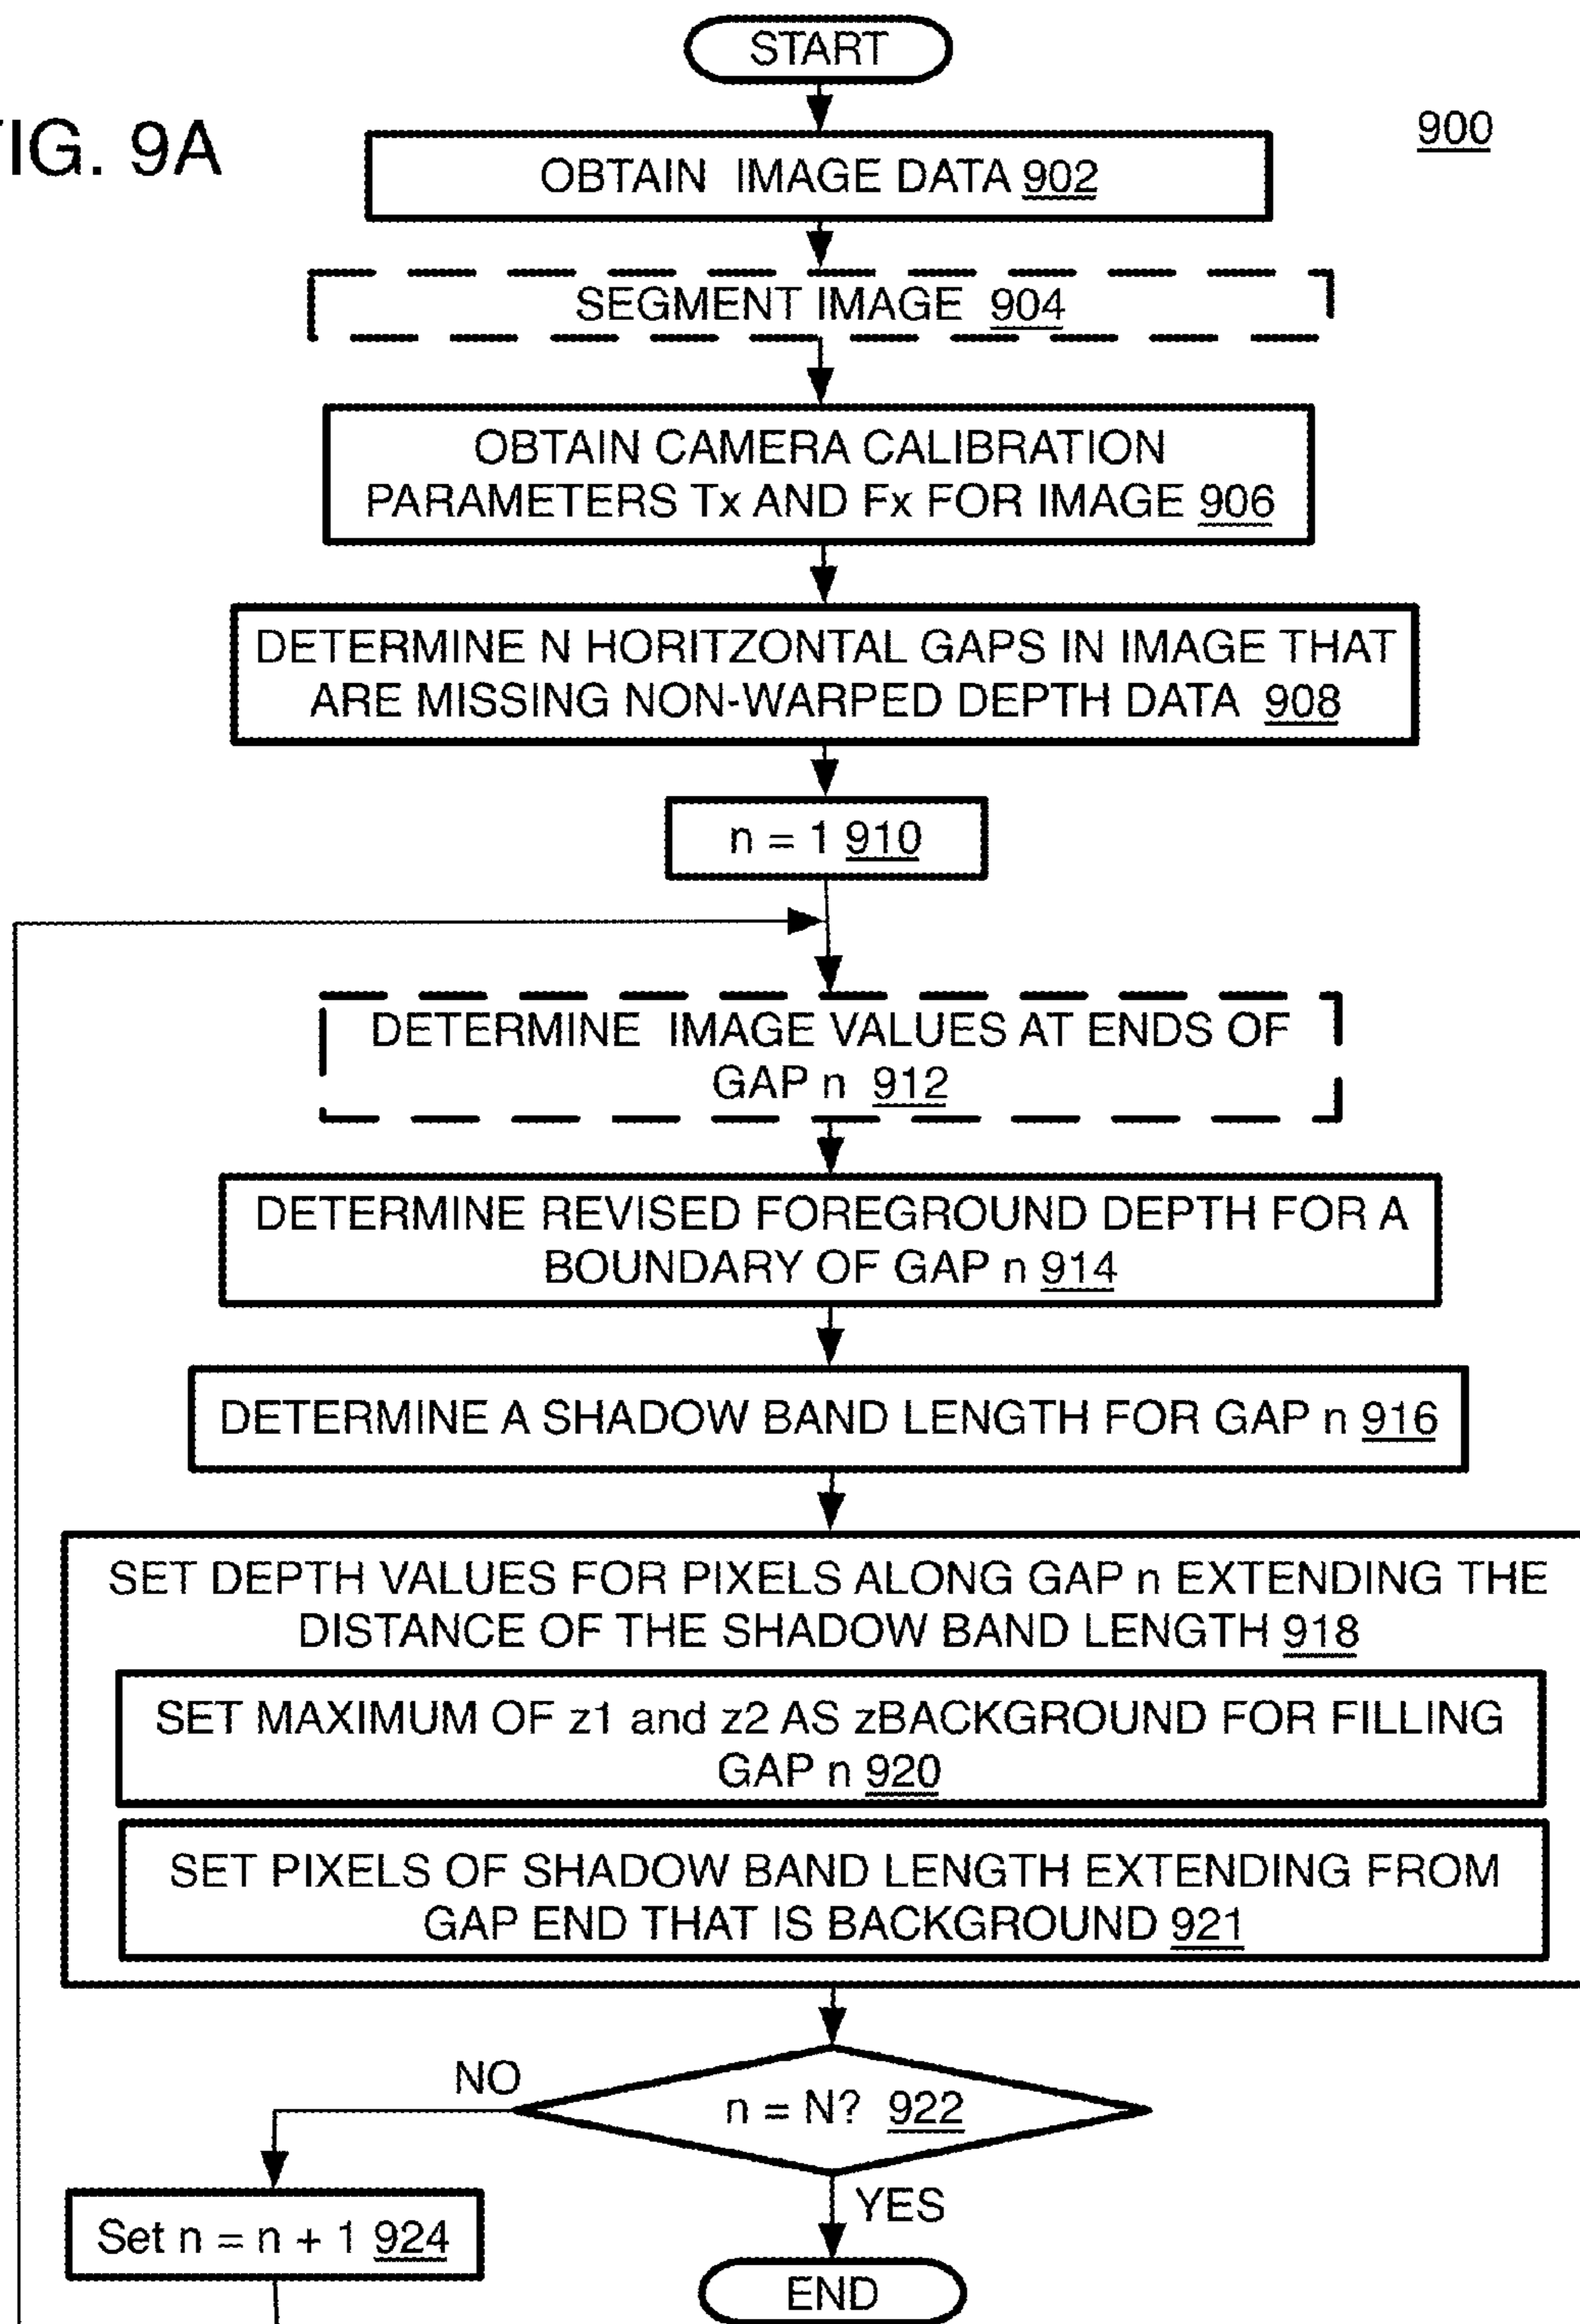 START
IG. 9A
900
OBTAIN IMAGE DATA 902
SEGMENT IMAGE 904
OBTAIN CAMERA CALIBRATION
PARAMETERS Tx AND Fx FOR IMAGE 906
DETERMINE N HORITZONTAL GAPS IN IMAGE THAT
ARE MISSING NON-WARPED DEPTH DATA 908
n = 1 910
DETERMINE IMAGE VALUES AT ENDS OF
GAP n 912
DETERMINE REVISED FOREGROUND DEPTH FOR A
BOUNDARY OF GAP n 914
DETERMINE A SHADOW BAND LENGTH FOR GAP n 916
SET DEPTH VALUES FOR PIXELS ALONG GAP n EXTENDING THE
DISTANCE OF THE SHADOW BAND LENGTH 918
SET MAXIMUM OF z1 and z2 AS zBACKGROUND FOR FILLING
GAP n 920
SET PIXELS OF SHADOW BAND LENGTH EXTENDING FROM
GAP END THAT IS BACKGROUND 921
NO
n = N? 922
YES
Set n = n + 1 924
END